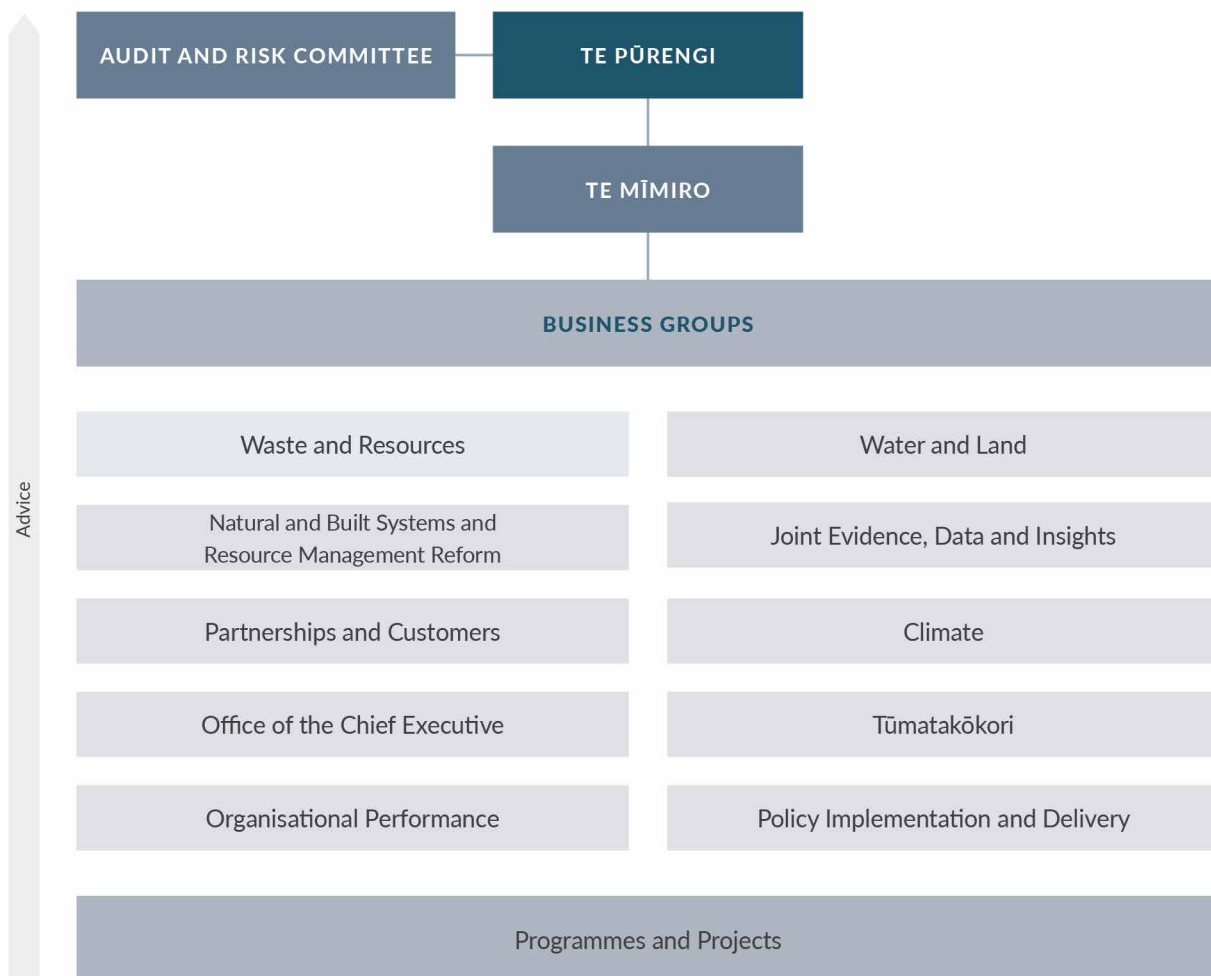 AUDIT AND RISK COMMITTEE
TE PŪRENGI
TE MĪMIRO
BUSINESS GROUPS
Advice
Waste and Resources
Water and Land
Natural and Built Systems and
Resource Management Reform
Joint Evidence, Data and Insights
Partnerships and Customers
Climate
Office of the Chief Executive
Tūmatakōkori
Organisational Performance
Policy Implementation and Delivery
Programmes and Projects